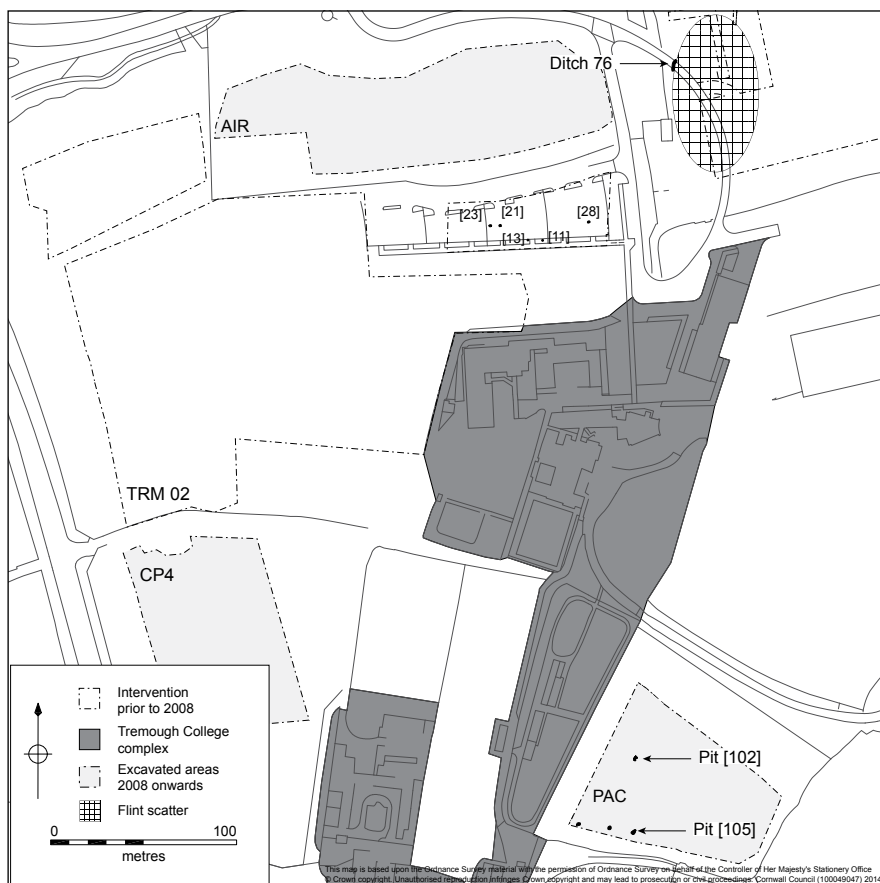 Ditch 76
AIR
[23]
[21]
[28]
[13]
[11]
TRM 02
CP4
Intervention
prior to 2008
Tremough College
complex
Excavated areas
2008 onwards
Flint scatter
0
100
metres
Pit [102]
PAC
Pit [105]
This map is based upon the Ordnance Survey material with the permission of Ordnance Survey on behalf of the Controller of Her Majesty's Stationery Office
© Crown copyright. Unauthorised reproduction infringes Crown copyright and may lead to prosecution or civil proceedings. Cornwall Council (100049047) 2014